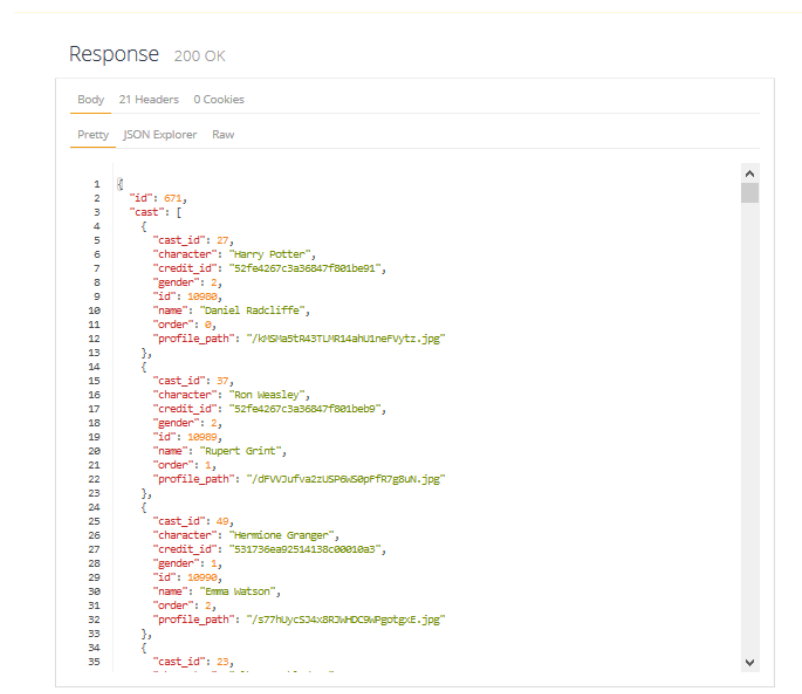 Response 200 OK
Body 21 Headers 0 Cookies
Pretty JSON Explorer Raw
1 {
2 "id": 671,
3 "cast": [
4 {
5 "cast_id": 27,
6 "character": "Harry Potter",
7 "credit_id": "52fe4267c3a36847f801be91",
8 "gender": 2,
9 "id": 10980,
10 "name": "Daniel Radcliffe",
11 "order": 0,
12 "profile_path": "/kMSMa5tR43TLMR14ahU1neFVytz.jpg"
13 },
14 {
15 "cast_id": 37,
16 "character": "Ron Weasley",
17 "credit_id": "52fe4267c3a36847f801beb9",
18 "gender": 2,
19 "id": 10989,
20 "name": "Rupert Grint",
21 "order": 1,
22 "profile_path": "/dFVVJufva2zUSP6WS0pFfR7g8uN.jpg"
23 },
24 {
25 "cast_id": 49,
26 "character": "Hermione Granger",
27 "credit_id": "531736ea92514138c00010a3",
28 "gender": 1,
29 "id": 10990,
30 "name": "Emma Watson",
31 "order": 2,
32 "profile_path": "/s77hUycSJ4x8RJWHDC9WPgotgxE.jpg"
33 },
34 {
35 "cast_id": 23,